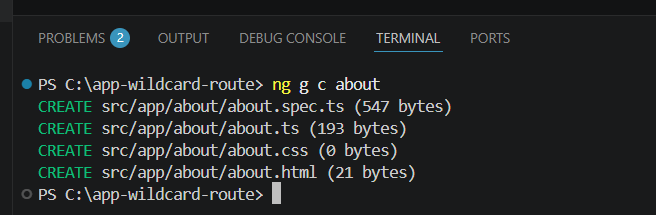 PROBLEMS 2 OUTPUT DEBUG CONSOLE TERMINAL PORTS
PS C:\app-wildcard-route> ng g c about
CREATE src/app/about/about.spec.ts (547 bytes)
CREATE src/app/about/about.ts (193 bytes)
CREATE src/app/about/about.css (0 bytes)
CREATE src/app/about/about.html (21 bytes)
PS C:\app-wildcard-route>